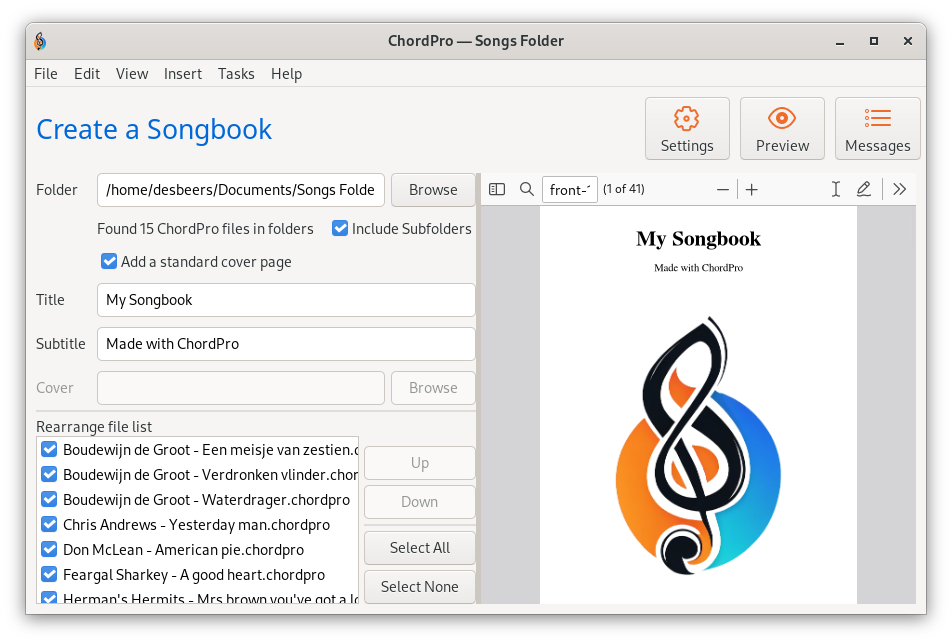 ChordPro — Songs Folder
File Edit View Insert Tasks Help
Create a Songbook
Settings
Preview
Messages
Folder
/home/desbeers/Documents/Songs Folde
Browse
Found 15 ChordPro files in folders
Include Subfolders
Add a standard cover page
Title
My Songbook
Subtitle
Made with ChordPro
Cover
Browse
Rearrange file list
Boudewijn de Groot - Een meisje van zestien.c
Boudewijn de Groot - Verdronken vlinder.chor
Boudewijn de Groot - Waterdrager.chordpro
Chris Andrews - Yesterday man.chordpro
Don McLean - American pie.chordpro
Feargal Sharkey - A good heart.chordpro
Herman's Hermits - Mrs brown you've got a lo
Up
Down
Select All
Select None
front-1 (1 of 41)
My Songbook
Made with ChordPro